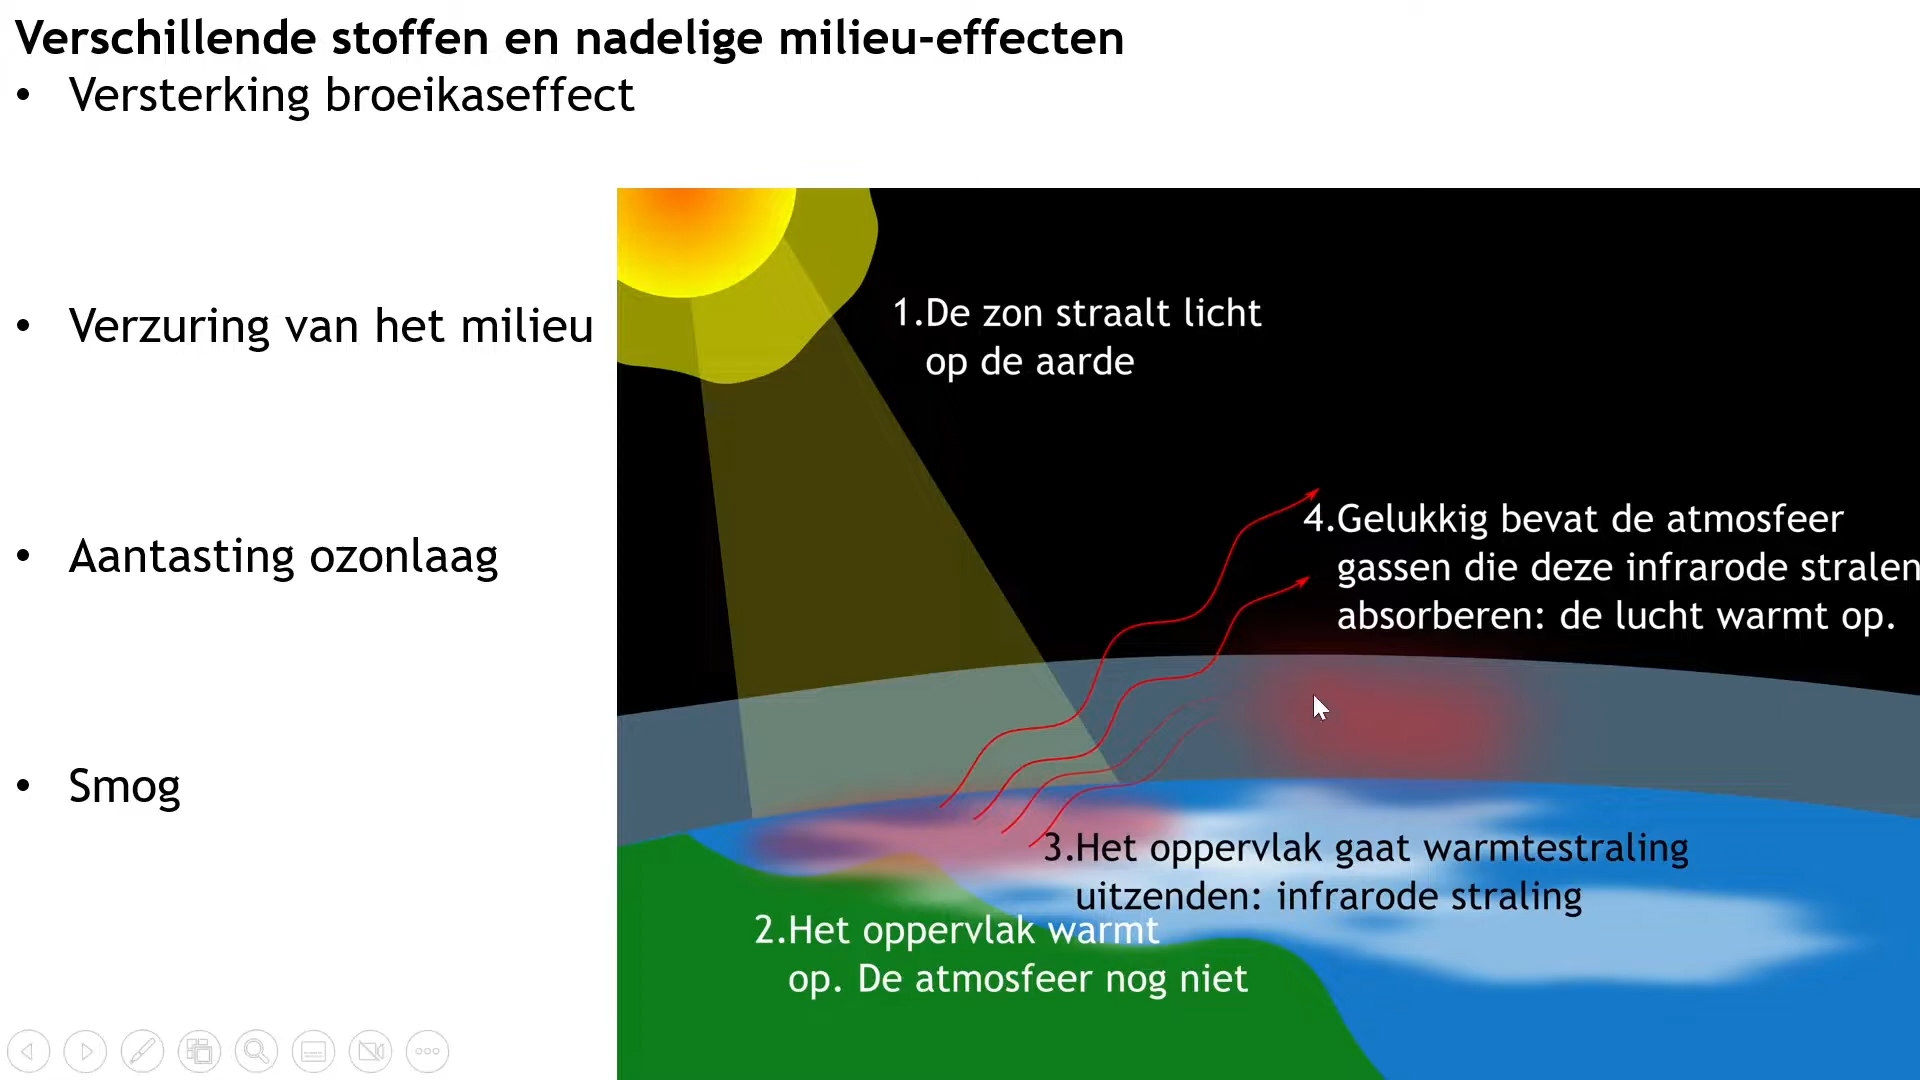 Verschillende stoffen en nadelige milieu-effecten
• Versterking broeikaseffect
• Verzuring van het milieu
• Aantasting ozonlaag
• Smog
1.De zon straalt licht
op de aarde
4.Gelukkig bevat de atmosfeer
gassen die deze infrarode stralen
absorberen: de lucht warmt op.
3.Het oppervlak gaat warmtestraling
uitzenden: infrarode straling
2.Het oppervlak warmt
op. De atmosfeer nog niet